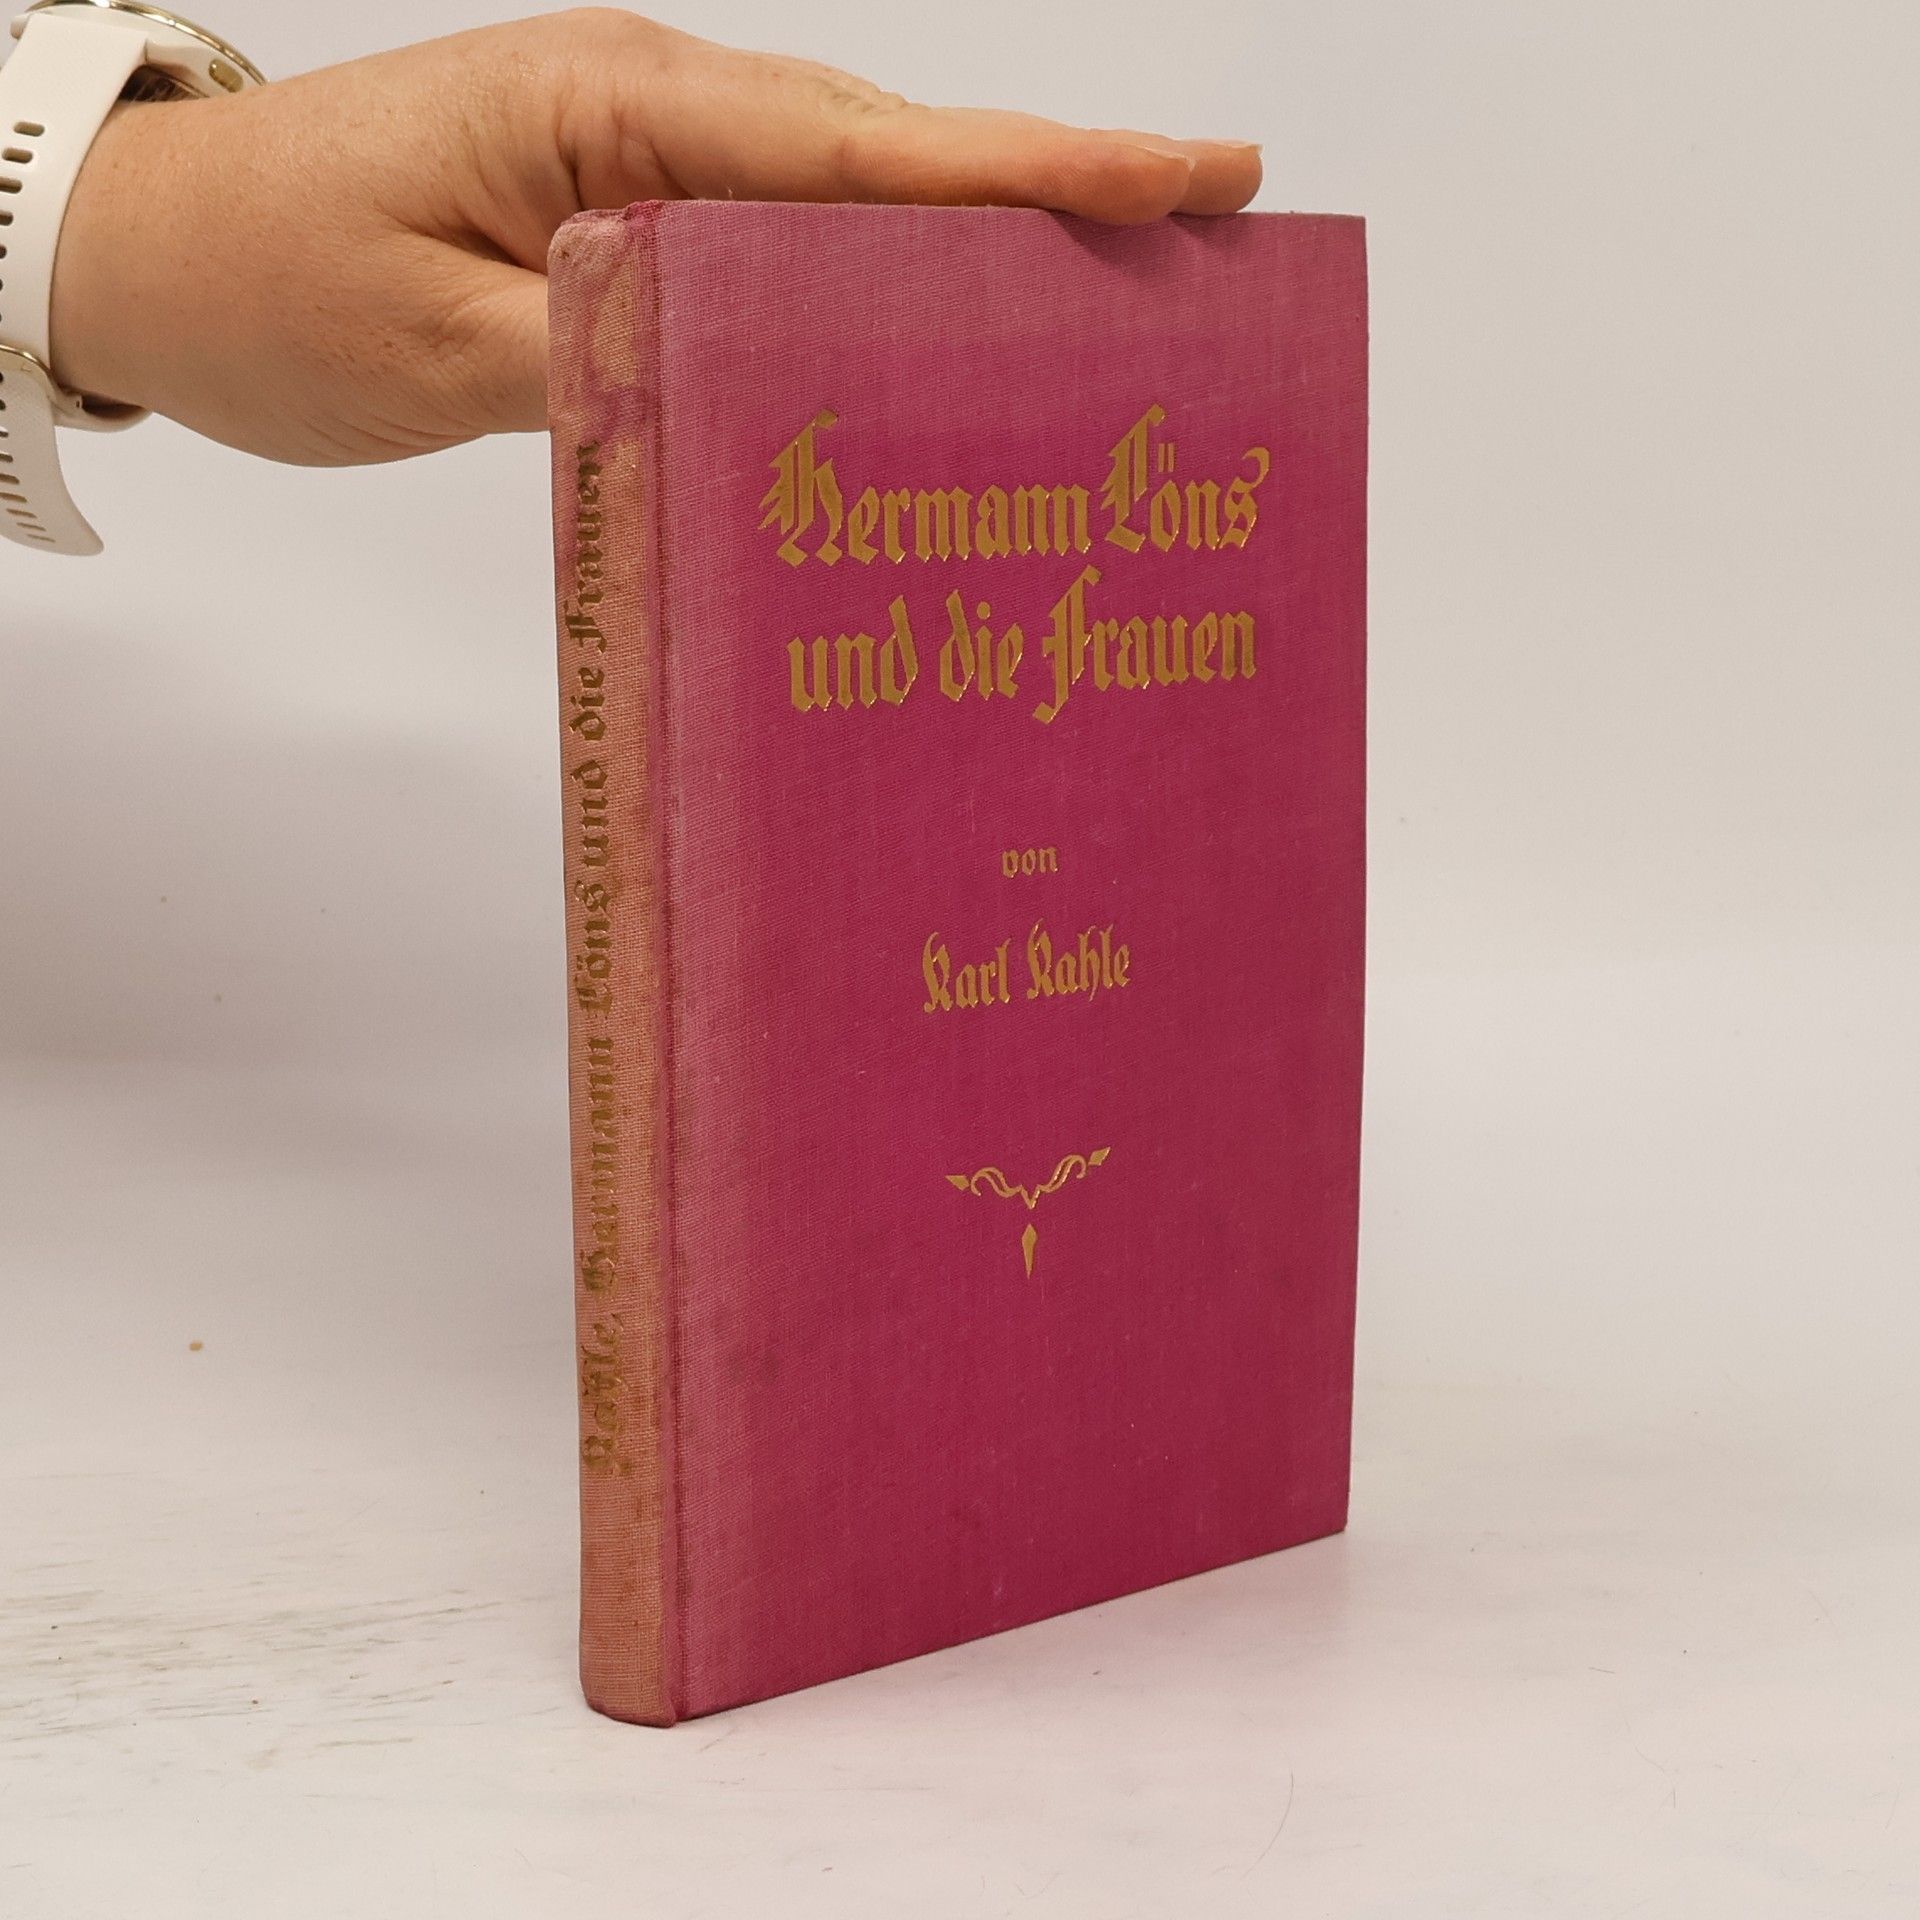 Hermann Löns
und die Frauen
von
Karl Kahle
Kahle, Hermann Löns und die Frauen